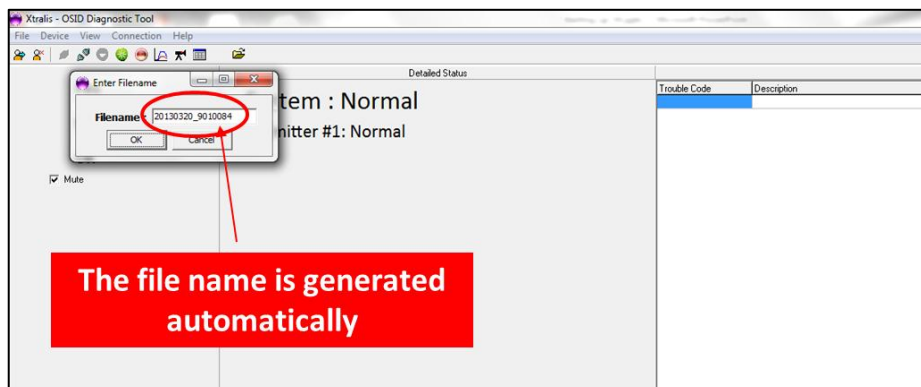 Xtralis - OSID Diagnostic Tool
File Device View Connection Help
Detailed Status
Enter Filename
Filename 20130320_9010084
OK Cancel
tem : Normal
nitter #1: Normal
Mute
Trouble Code Description
The file name is generated
automatically